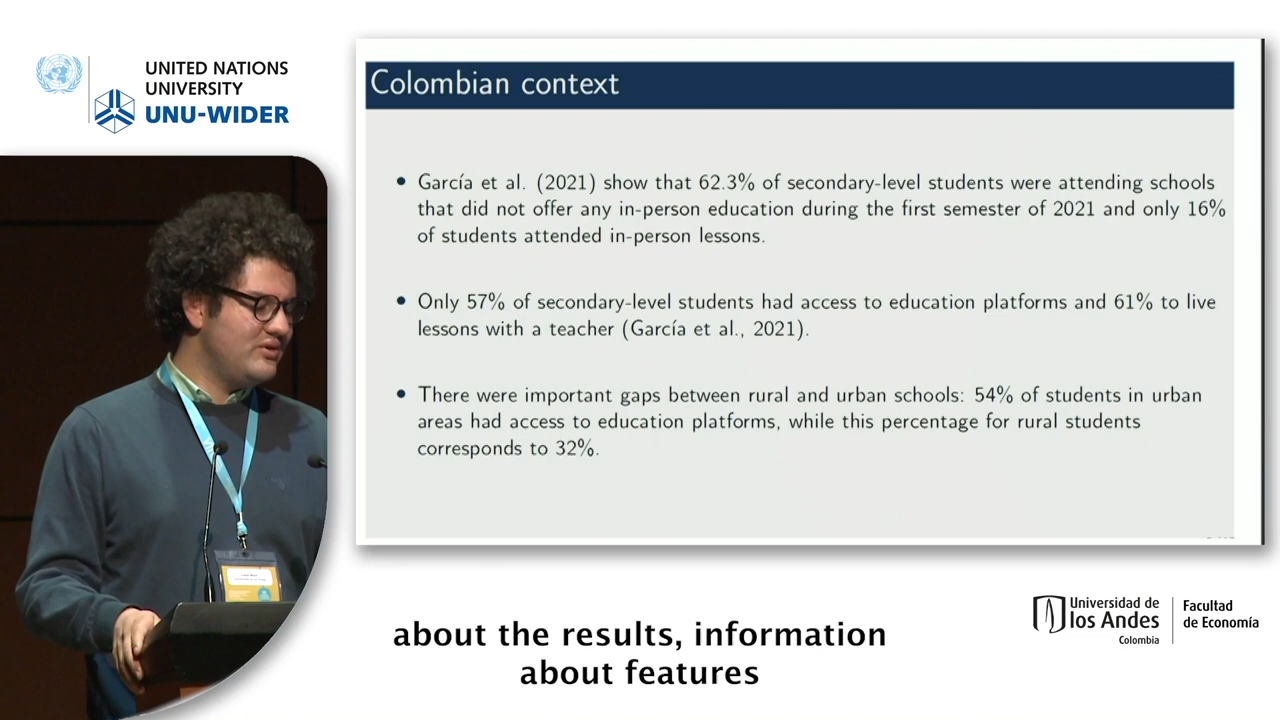 UNITED NATIONS
UNIVERSITY
UNU-WIDER
Colombian context
• García et al. (2021) show that 62.3% of secondary-level students were attending schools
that did not offer any in-person education during the first semester of 2021 and only 16%
of students attended in-person lessons.
• Only 57% of secondary-level students had access to education platforms and 61% to live
lessons with a teacher (García et al., 2021).
• There were important gaps between rural and urban schools: 54% of students in urban
areas had access to education platforms, while this percentage for rural students
corresponds to 32%.
Universidad de
los Andes
Colombia
Facultad
de Economía
about the results, information
about features